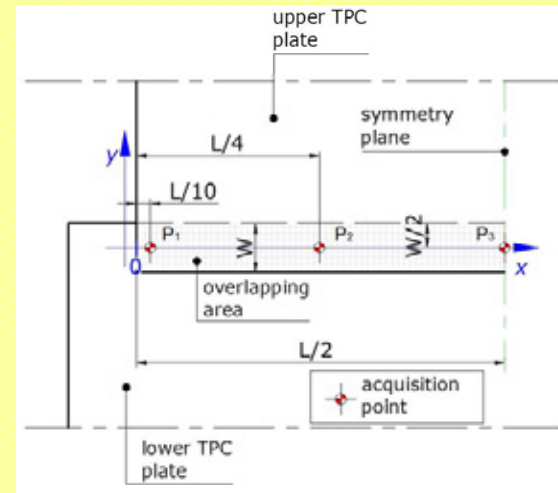 upper TPC
plate
symmetry
plane
y
L/4
L/10
P₁
W
P₂
W/2
P₃
0
x
overlapping
area
L/2
acquisition
point
lower TPC
plate